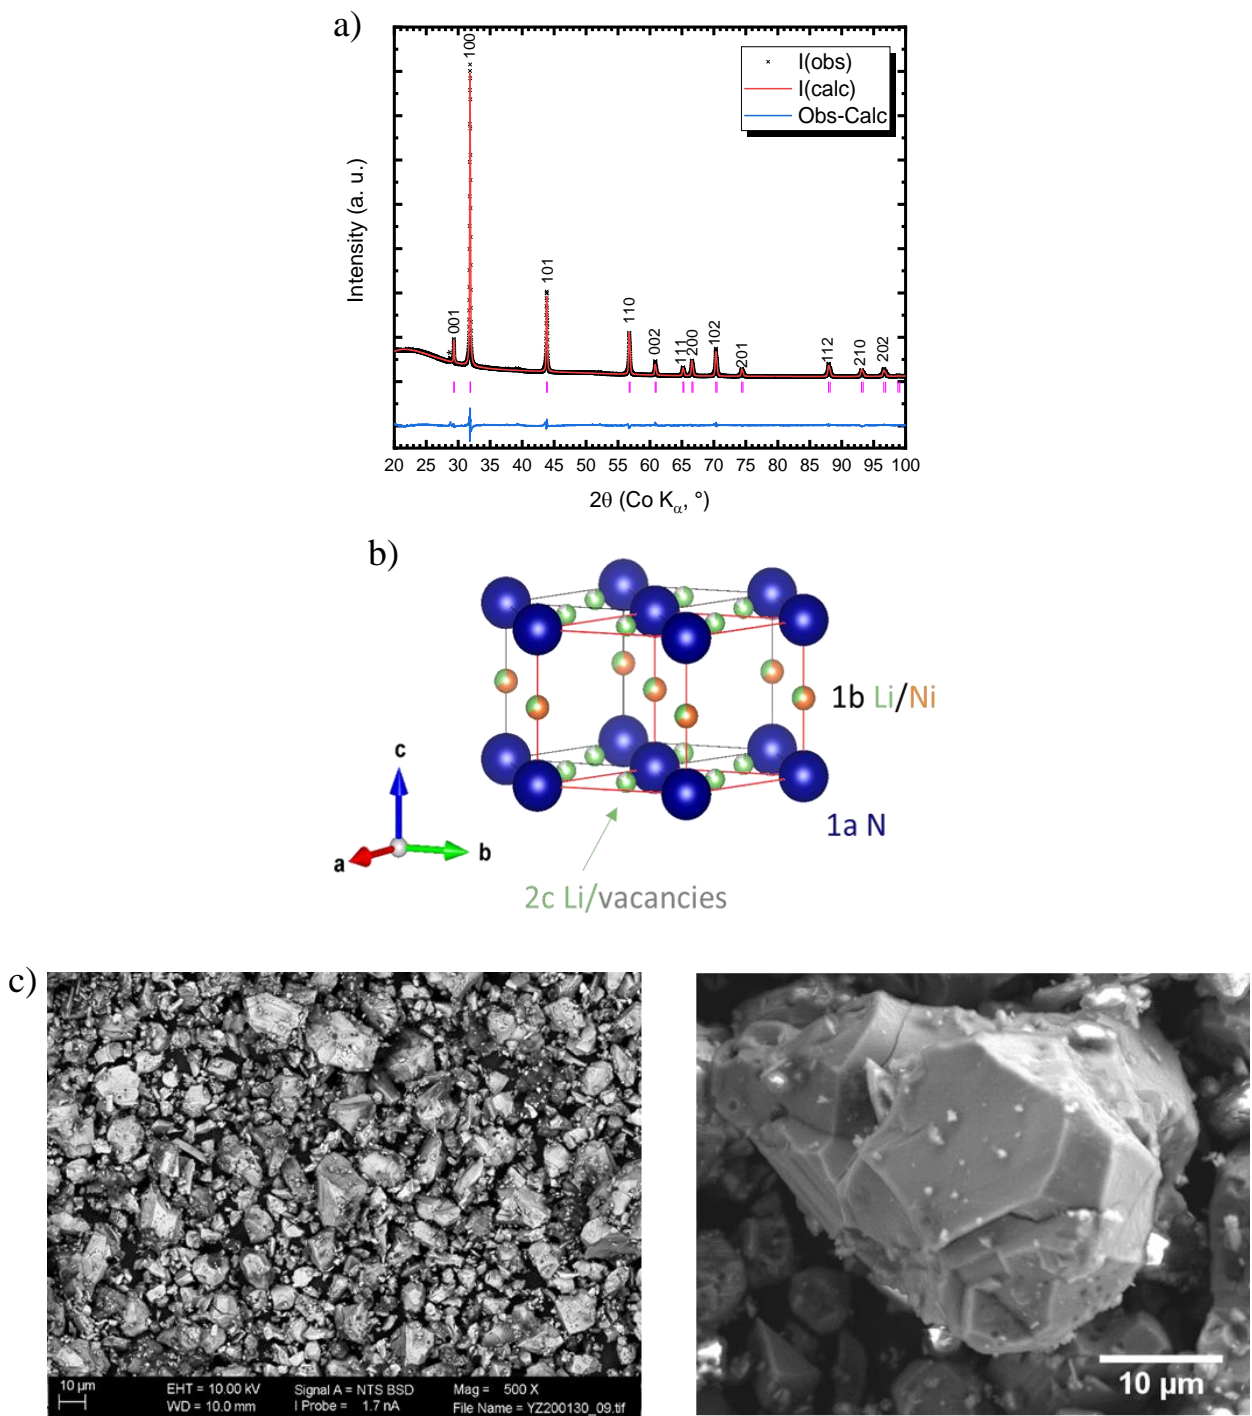 a)
I(obs)
I(calc)
Obs-Calc
Intensity (a. u.)
001
100
101
110
002
111
200
102
201
112
210
202
*
20 25 30 35 40 45 50 55 60 65 70 75 80 85 90 95 100
2θ (Co Kα, °)
b)
1b Li/Ni
c
a
b
1a N
2c Li/vacancies
c)
10 µm
EHT = 10.00 kV Signal A = NTS BSD Mag = 500 X
WD = 10.0 mm I Probe = 1.7 nA File Name = YZ200130_09.tif
10 µm